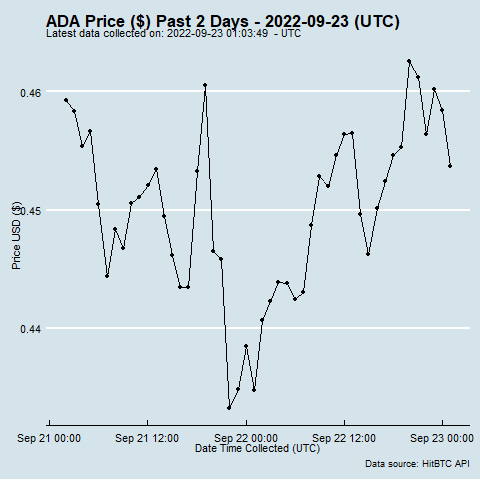 ADA Price ($) Past 2 Days - 2022-09-23 (UTC)
Latest data collected on: 2022-09-23 01:03:49 - UTC
0.46
0.45
0.44
Price USD ($)
Sep 21 00:00 Sep 21 12:00 Sep 22 00:00 Sep 22 12:00 Sep 23 00:00
Date Time Collected (UTC)
Data source: HitBTC API